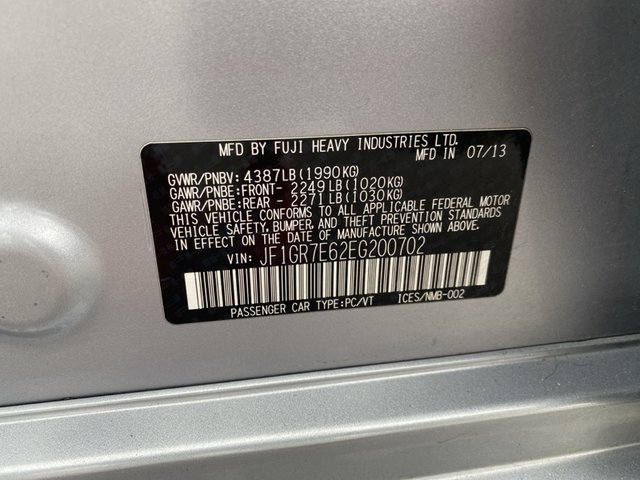 MFD BY FUJI HEAVY INDUSTRIES LTD.
MFD IN 07/13
GVWR/PNBV: 4387LB(1990KG)
GAWR/PNBE:FRONT- 2249LB(1020KG)
GAWR/PNBE:REAR - 2271LB(1030KG)
THIS VEHICLE CONFORMS TO ALL APPLICABLE FEDERAL MOTOR
VEHICLE SAFETY, BUMPER, AND THEFT PREVENTION STANDARDS
IN EFFECT ON THE DATE OF MANUFACTURE SHOWN ABOVE.
VIN: JF1GR7E62EG200702
PASSENGER CAR TYPE:PC/VT ICES/NMB-002